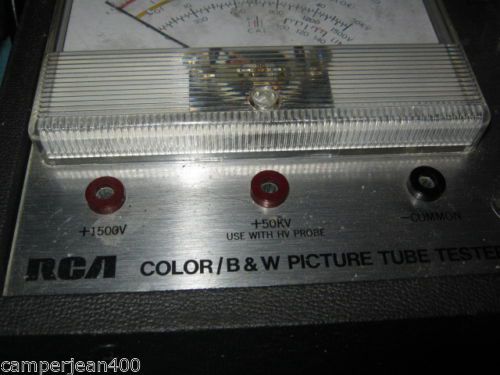 +1500V
+50KV
USE WITH HV PROBE
-COMMON
RCA COLOR/B&W PICTURE TUBE TESTER
camperjean400